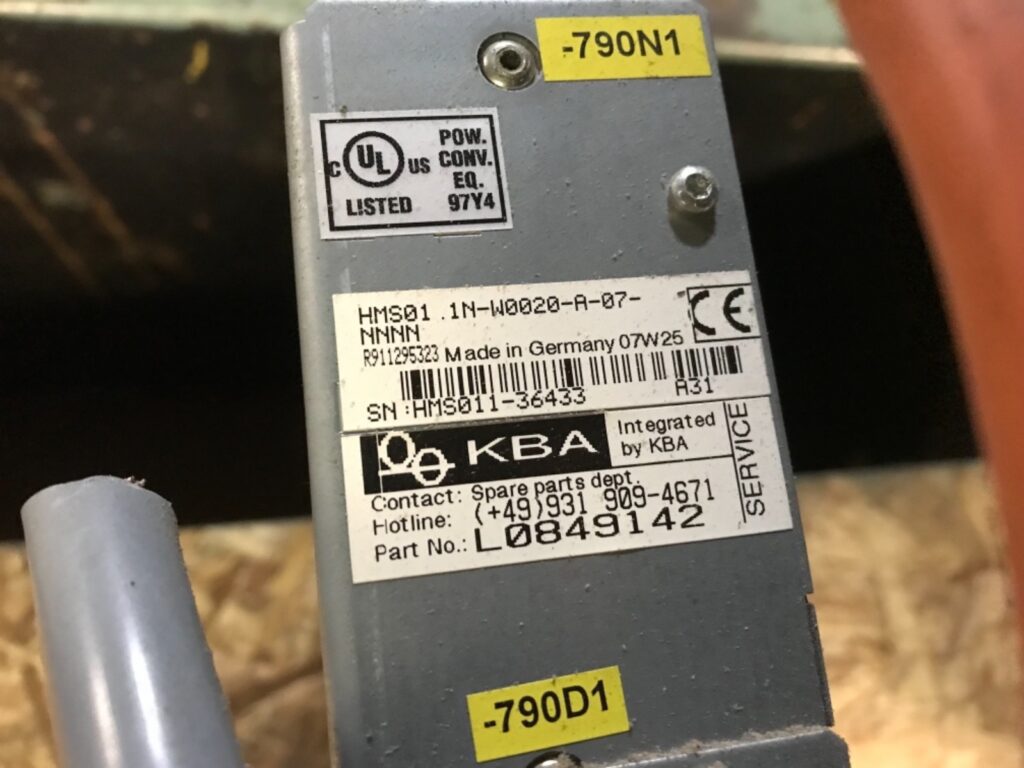 -790N1
C UL US
LISTED
POW.
CONV.
EQ.
97Y4
HMS01.1N-W0020-A-07-
NNNN
CE
R911295323 Made in Germany 07W25
SN:HMS011-36433
A31
KBA
Integrated
by KBA
SERVICE
Contact: Spare parts dept.
Hotline: (+49)931 909-4671
Part No.: L0849142
-790D1